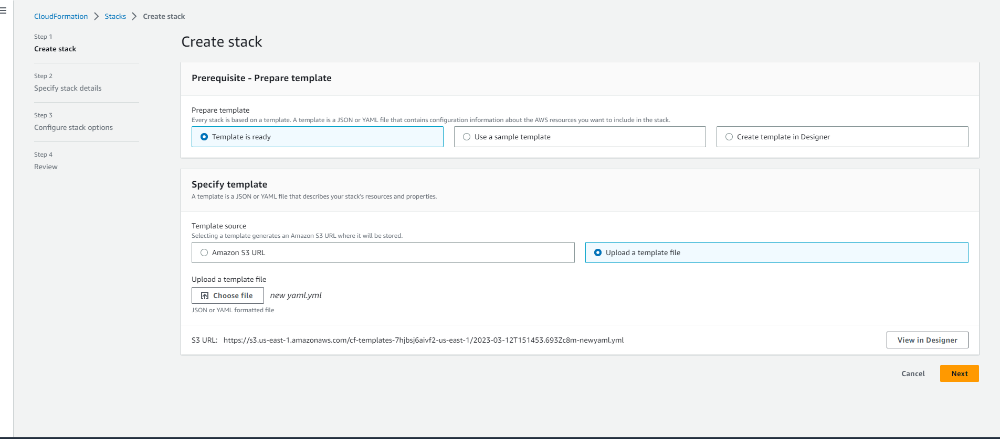 CloudFormation > Stacks > Create stack
Step 1
Create stack
Step 2
Specify stack details
Step 3
Configure stack options
Step 4
Review
Create stack
Prerequisite - Prepare template
Prepare template
Every stack is based on a template. A template is a JSON or YAML file that contains configuration information about the AWS resources you want to include in the stack.
Template is ready
Use a sample template
Create template in Designer
Specify template
A template is a JSON or YAML file that describes your stack's resources and properties.
Template source
Selecting a template generates an Amazon S3 URL where it will be stored.
Amazon S3 URL
Upload a template file
Upload a template file
Choose file new yaml.yml
JSON or YAML formatted file
S3 URL: https://s3.us-east-1.amazonaws.com/cf-templates-7hjbsj6aivf2-us-east-1/2023-03-12T151453.693Zc8m-newyaml.yml
View in Designer
Cancel
Next